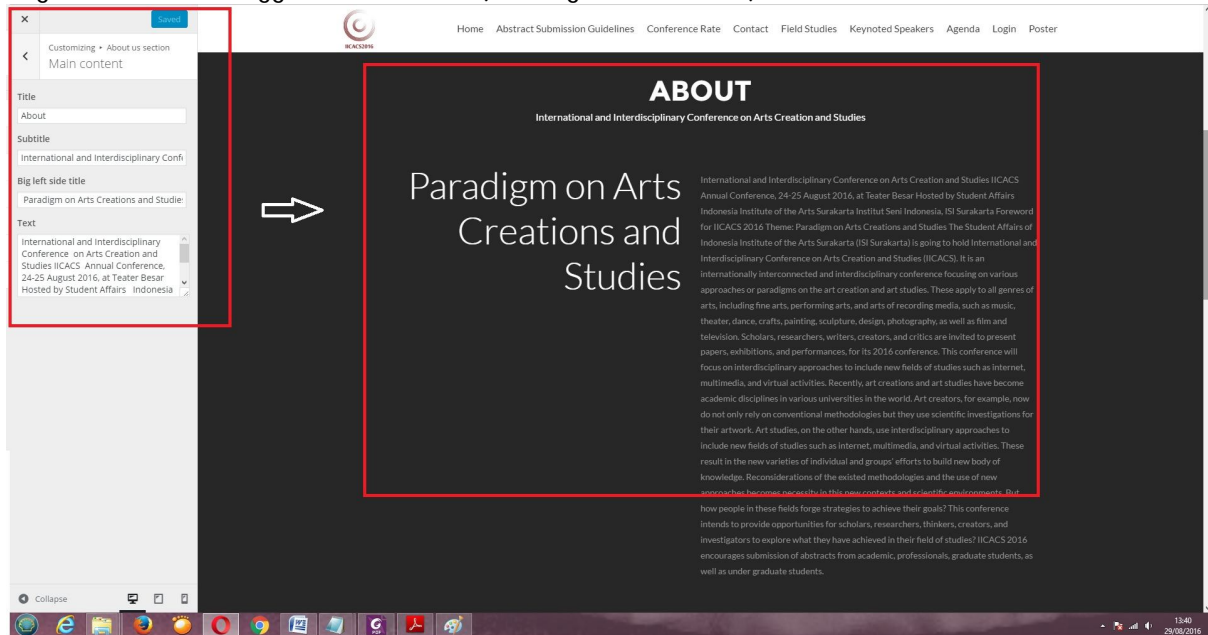 Saved
Customizing ▸ About us section
Main content
Title
About
Subtitle
International and Interdisciplinary Confe
Big left side title
Paradigm on Arts Creations and Studies
Text
International and Interdisciplinary
Conference on Arts Creation and
Studies IICACS Annual Conference,
24-25 August 2016, at Teater Besar
Hosted by Student Affairs Indonesia
Collapse
IICACS2016
Home Abstract Submission Guidelines Conference Rate Contact Field Studies Keynoted Speakers Agenda Login Poster
ABOUT
International and Interdisciplinary Conference on Arts Creation and Studies
Paradigm on Arts
Creations and
Studies
International and Interdisciplinary Conference on Arts Creation and Studies IICACS
Annual Conference, 24-25 August 2016, at Teater Besar Hosted by Student Affairs
Indonesia Institute of the Arts Surakarta Institut Seni Indonesia, ISI Surakarta Foreword
for IICACS 2016 Theme: Paradigm on Arts Creations and Studies The Student Affairs of
Indonesia Institute of the Arts Surakarta (ISI Surakarta) is going to hold International and
Interdisciplinary Conference on Arts Creation and Studies (IICACS). It is an
internationally interconnected and interdisciplinary conference focusing on various
approaches or paradigms on the art creation and art studies. These apply to all genres of
arts, including fine arts, performing arts, and arts of recording media, such as music,
theater, dance, crafts, painting, sculpture, design, photography, as well as film and
television. Scholars, researchers, writers, creators, and critics are invited to present
papers, exhibitions, and performances, for its 2016 conference. This conference will
focus on interdisciplinary approaches to include new fields of studies such as internet,
multimedia, and virtual activities. Recently, art creations and art studies have become
academic disciplines in various universities in the world. Art creators, for example, now
do not only rely on conventional methodologies but they use scientific investigations for
their artwork. Art studies, on the other hands, use interdisciplinary approaches to
include new fields of studies such as internet, multimedia, and virtual activities. These
result in the new varieties of individual and groups' efforts to build new body of
knowledge. Reconsiderations of the existed methodologies and the use of new
approaches becomes necessity in this new contexts and scientific environments. But
how people in these fields forge strategies to achieve their goals? This conference
intends to provide opportunities for scholars, researchers, thinkers, creators, and
investigators to explore what they have achieved in their field of studies? IICACS 2016
encourages submission of abstracts from academic, professionals, graduate students, as
well as under graduate students.
13:40
29/08/2016